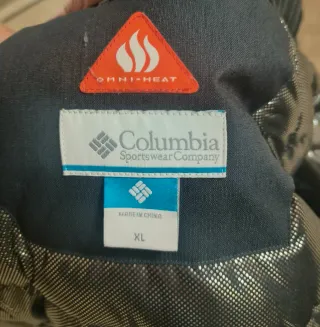 OMNI-HEAT
Columbia
Sportswear Company
XL